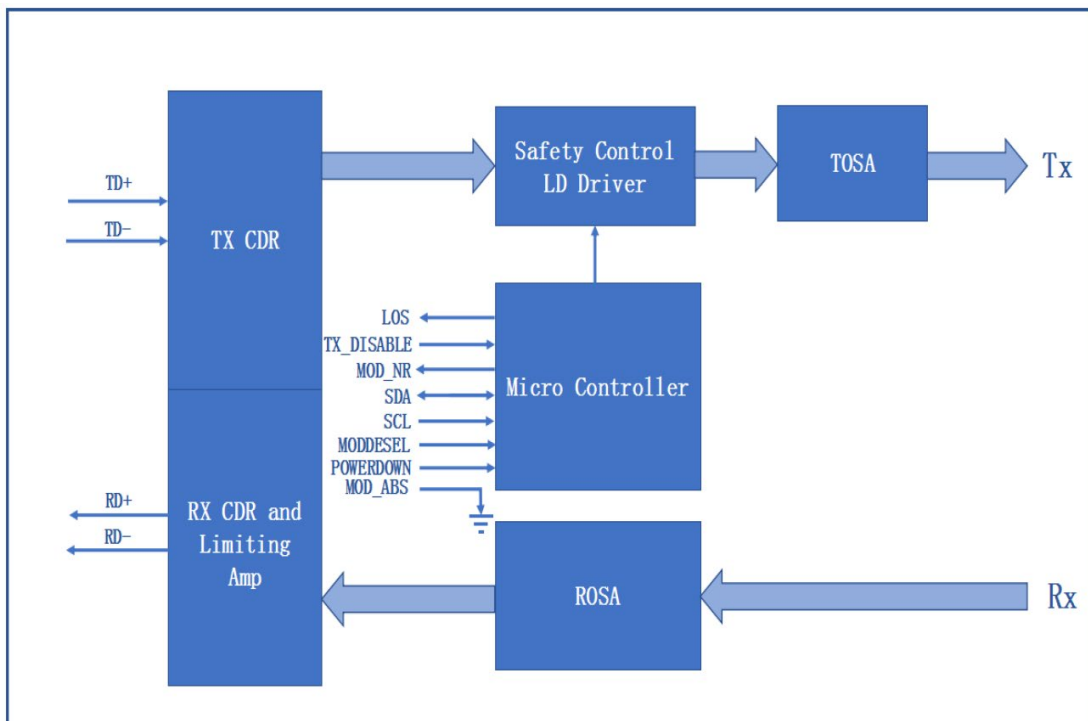 TD+
TD-
TX CDR
Safety Control
LD Driver
TOSA
Tx
LOS
TX_DISABLE
MOD_NR
SDA
SCL
MODDESEL
POWERDOWN
MOD_ABS
Micro Controller
RD+
RD-
RX CDR and
Limiting
Amp
ROSA
Rx